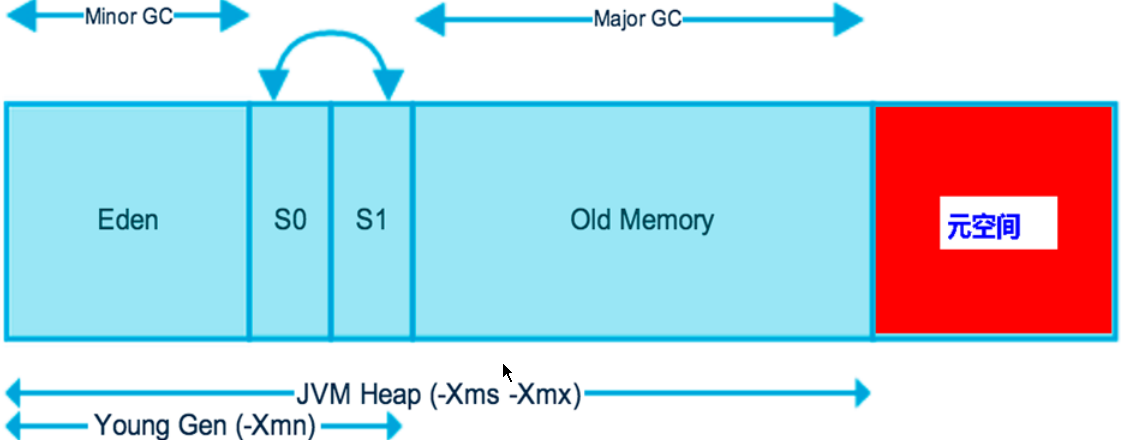 Minor GC
Major GC
Eden
S0
S1
Old Memory
元空间
JVM Heap (-Xms -Xmx)
Young Gen (-Xmn)